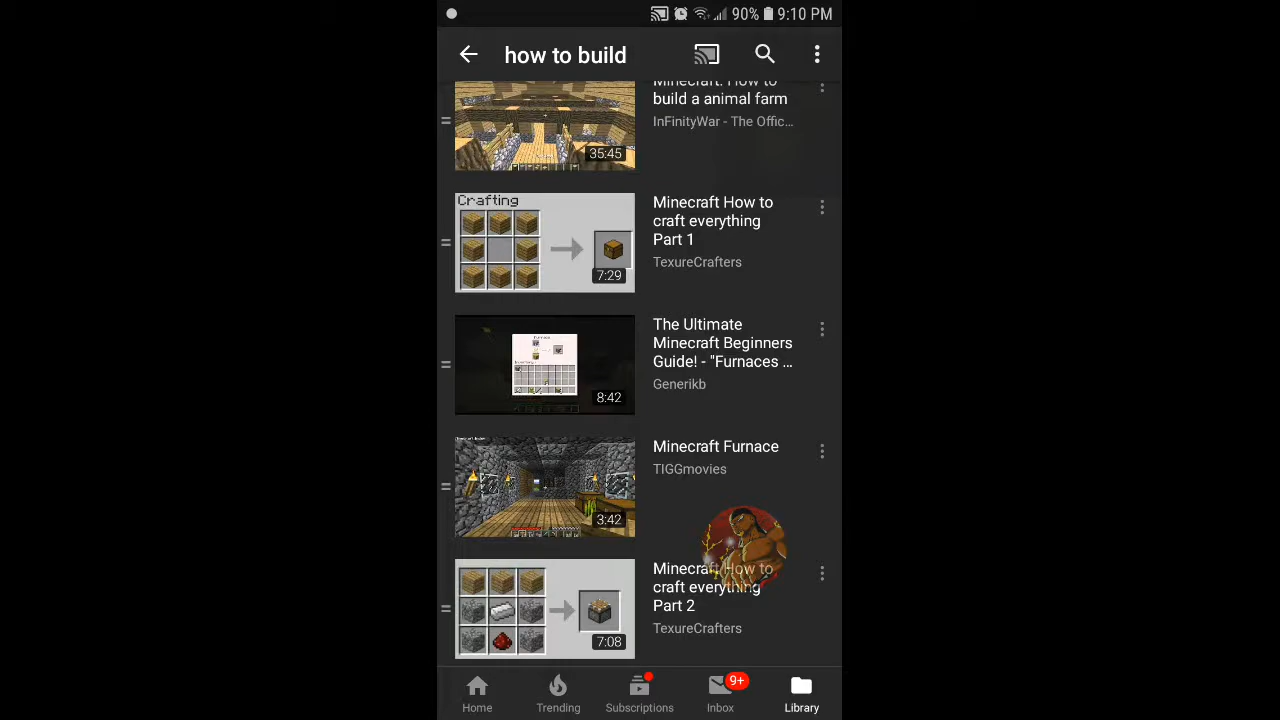 90% 9:10 PM
how to build
Minecraft: How to
build a animal farm
InFinityWar - The Offic...
35:45
Crafting
7:29
Minecraft How to
craft everything
Part 1
TexureCrafters
The Ultimate
Minecraft Beginners
Guide! - "Furnaces ...
Generikb
Furnace
8:42
Minecraft Furnace
TIGGmovies
3:42
Minecraft How to
craft everything
Part 2
TexureCrafters
7:08
9+
Home
Trending
Subscriptions
Inbox
Library